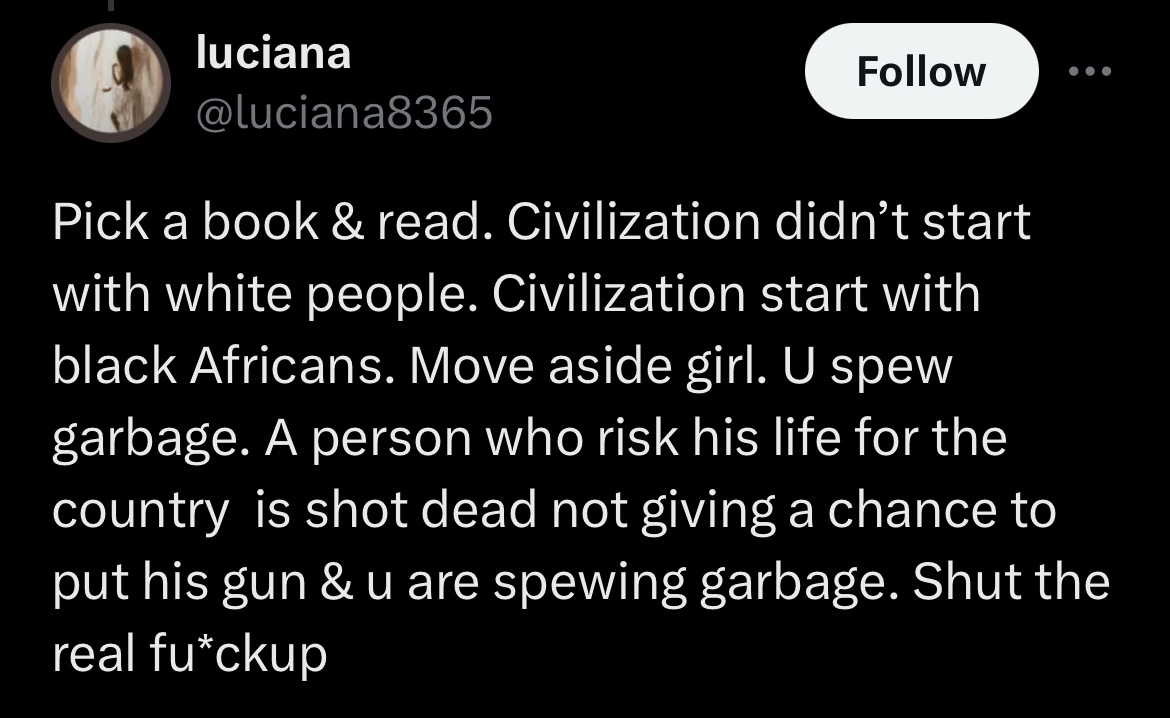 luciana
@luciana8365
Follow
Pick a book & read. Civilization didn’t start
with white people. Civilization start with
black Africans. Move aside girl. U spew
garbage. A person who risk his life for the
country  is shot dead not giving a chance to
put his gun & u are spewing garbage. Shut the
real fu*ckup